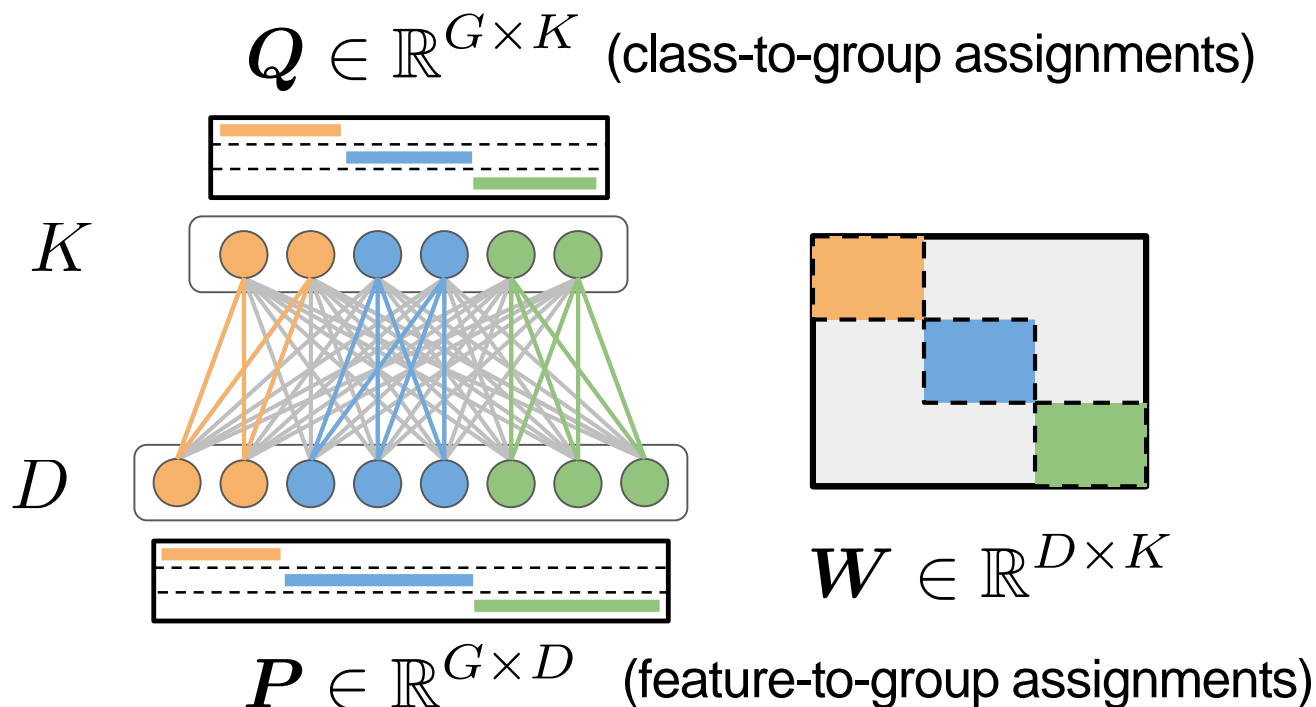 Q ∈ ℝ^{G×K} (class-to-group assignments)
K
D
W ∈ ℝ^{D×K}
P ∈ ℝ^{G×D} (feature-to-group assignments)